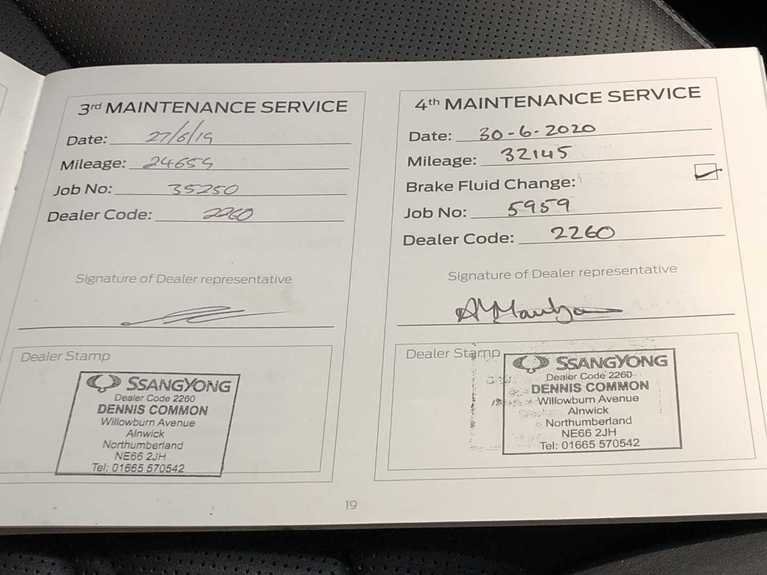 3rd MAINTENANCE SERVICE
Date: 27/6/19
Mileage: 24659
Job No: 35250
Dealer Code: 2260
Signature of Dealer representative
Dealer Stamp
SSANGYONG
Dealer Code 2260
DENNIS COMMON
Willowburn Avenue
Alnwick
Northumberland
NE66 2JH
Tel: 01665 570542
4th MAINTENANCE SERVICE
Date: 30-6-2020
Mileage: 32145
Brake Fluid Change:
Job No: 5959
Dealer Code: 2260
Signature of Dealer representative
Dealer Stamp
SSANGYONG
Dealer Code 2260
DENNIS COMMON
Willowburn Avenue
Alnwick
Northumberland
NE66 2JH
Tel: 01665 570542
19